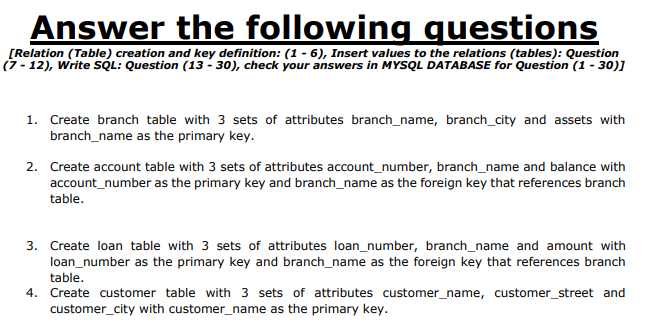 Answer the following questions
[Relation (Table) creation and key definition: (1 - 6), Insert values to the relations (tables): Question
(7 - 12), Write SQL: Question (13 - 30), check your answers in MYSQL DATABASE for Question (1 - 30)]
1. Create branch table with 3 sets of attributes branch_name, branch_city and assets with
branch_name as the primary key.
2. Create account table with 3 sets of attributes account_number, branch_name and balance with
account_number as the primary key and branch_name as the foreign key that references branch
table.
3. Create loan table with 3 sets of attributes loan_number, branch_name and amount with
loan_number as the primary key and branch_name as the foreign key that references branch
table.
4. Create customer table with 3 sets of attributes customer_name, customer_street and
customer_city with customer_name as the primary key.